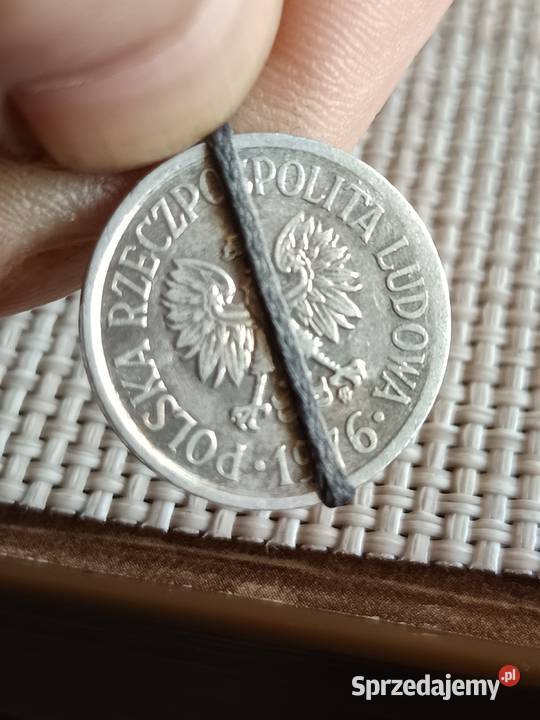 POLSKA RZECZPOSPOLITA LUDOWA · 1976 ·
Sprzedajemy.pl